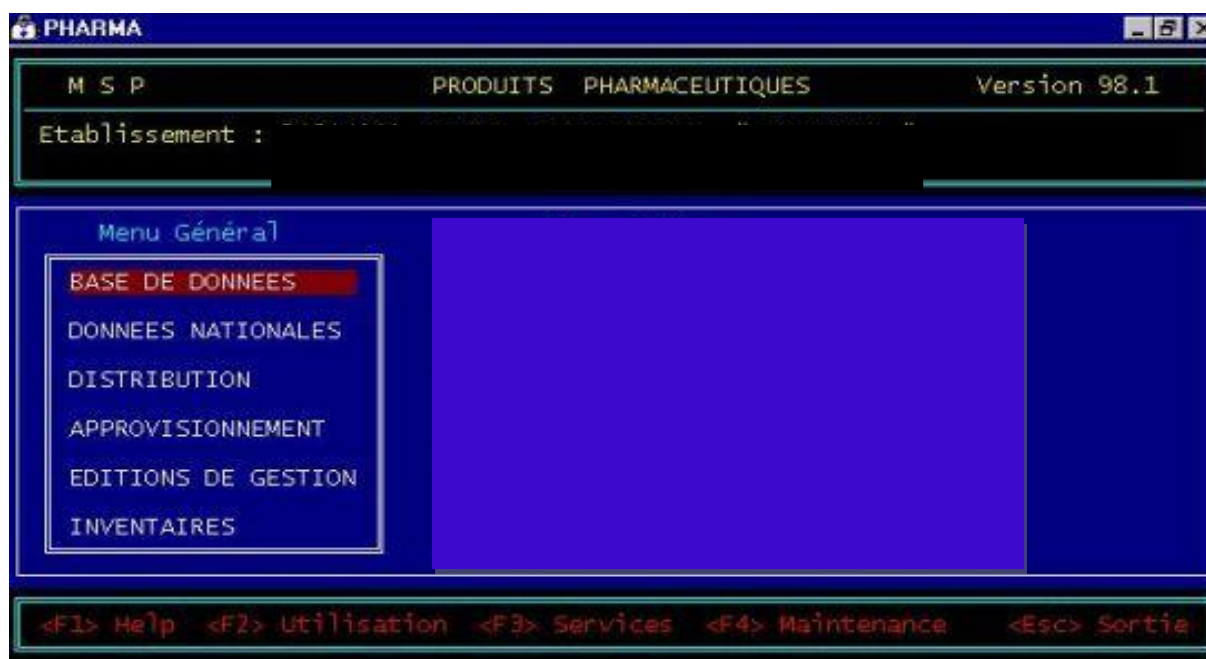 PHARMA
M S P PRODUITS PHARMACEUTIQUES Version 98.1
Etablissement :
Menu Général
BASE DE DONNEES
DONNEES NATIONALES
DISTRIBUTION
APPROVISIONNEMENT
EDITIONS DE GESTION
INVENTAIRES
<F1> Help <F2> Utilisation <F3> Services <F4> Maintenance <Esc> Sortie